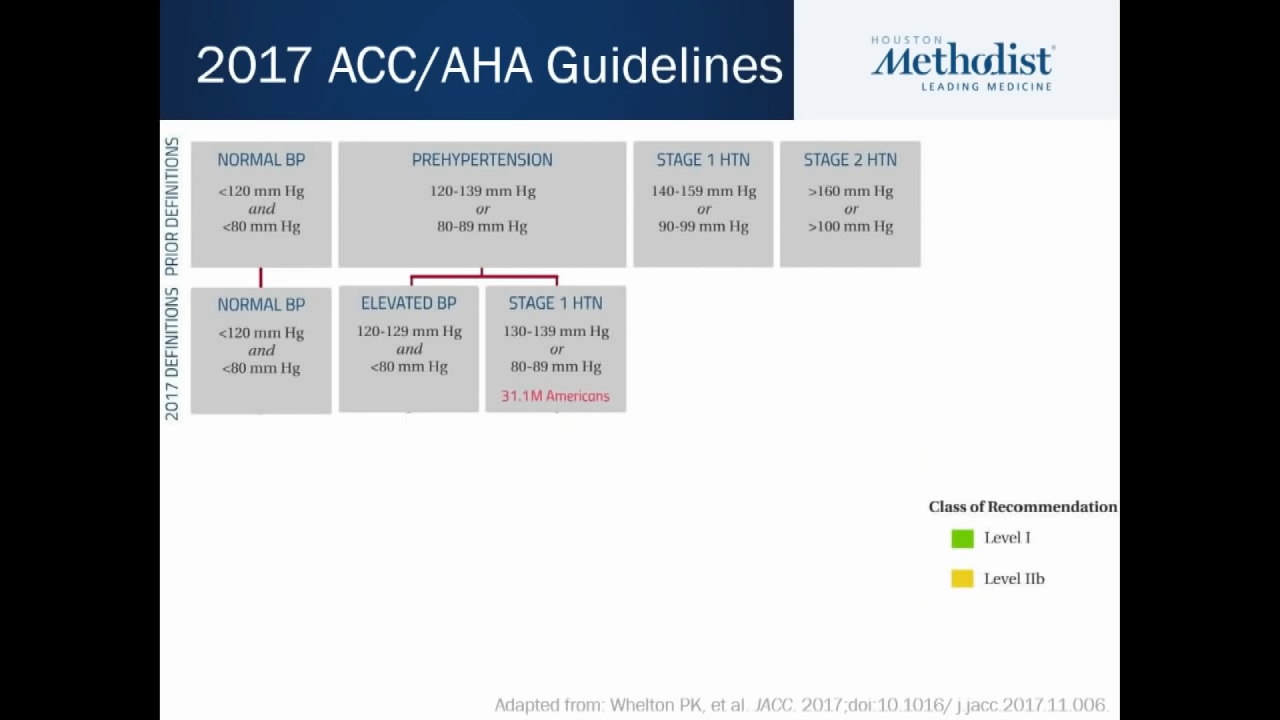 2017 ACC/AHA Guidelines
HOUSTON
Methodist®
LEADING MEDICINE
PRIOR DEFINITIONS
NORMAL BP
<120 mm Hg
and
<80 mm Hg
PREHYPERTENSION
120-139 mm Hg
or
80-89 mm Hg
STAGE 1 HTN
140-159 mm Hg
or
90-99 mm Hg
STAGE 2 HTN
>160 mm Hg
or
>100 mm Hg
2017 DEFINITIONS
NORMAL BP
<120 mm Hg
and
<80 mm Hg
ELEVATED BP
120-129 mm Hg
and
<80 mm Hg
STAGE 1 HTN
130-139 mm Hg
or
80-89 mm Hg
31.1M Americans
Class of Recommendation
Level I
Level IIb
Adapted from: Whelton PK, et al. JACC. 2017;doi:10.1016/ j.jacc.2017.11.006.